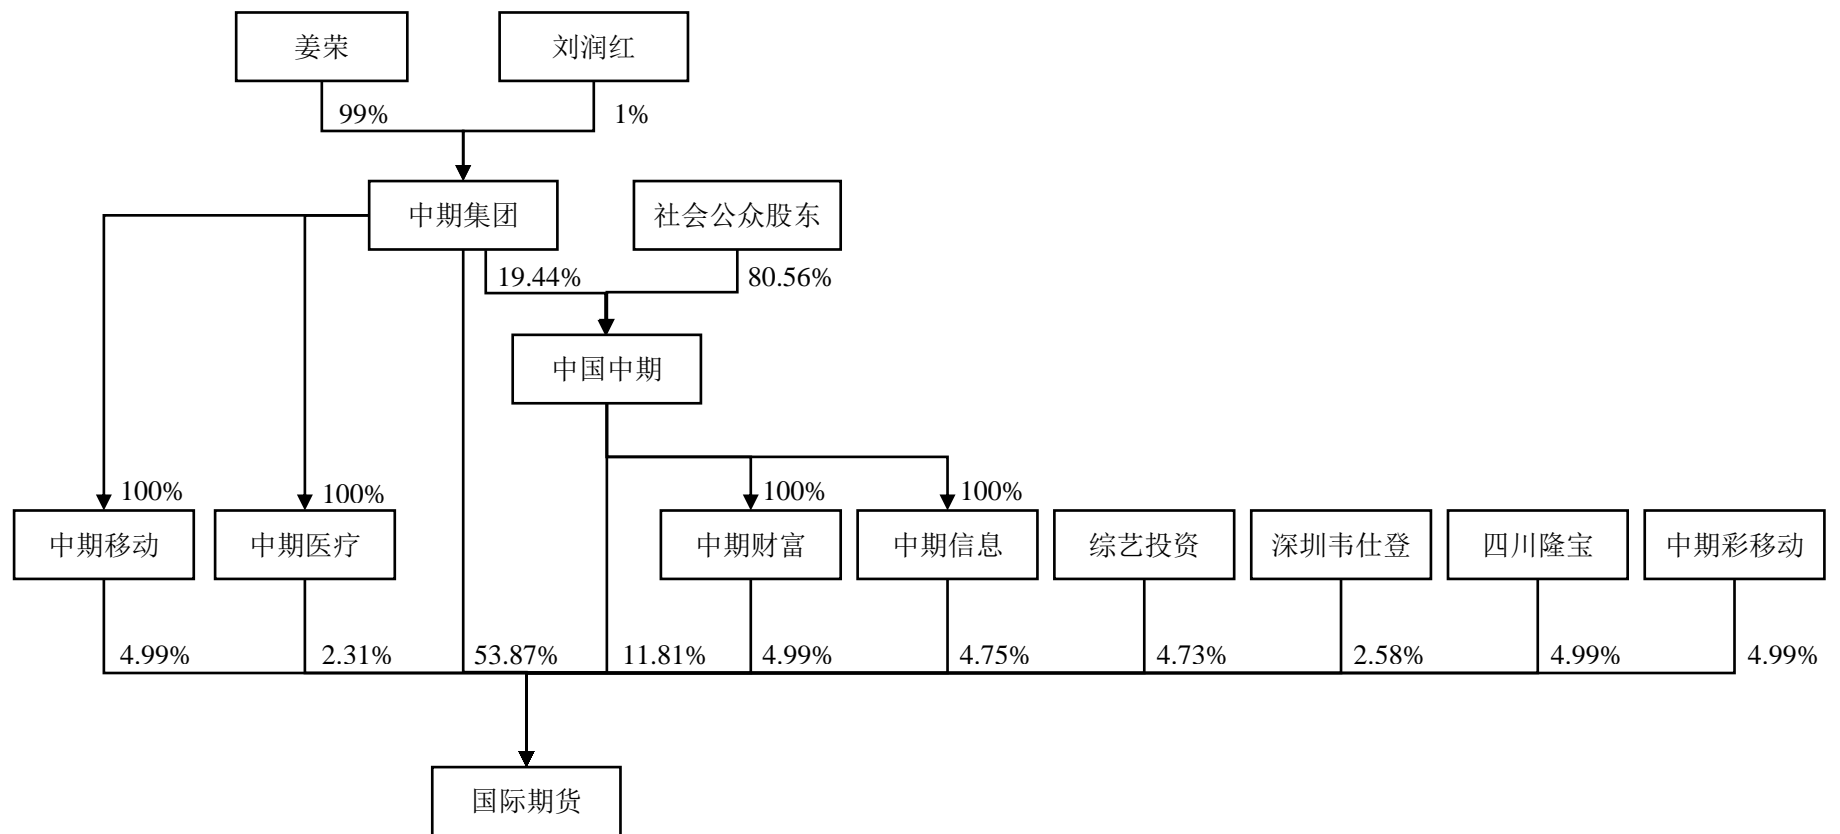 姜荣
刘润红
99%
1%
中期集团
社会公众股东
19.44%
80.56%
中国中期
100%
100%
100%
100%
中期移动
中期医疗
中期财富
中期信息
综艺投资
深圳韦仕登
四川隆宝
中期彩移动
4.99%
2.31%
53.87%
11.81%
4.99%
4.75%
4.73%
2.58%
4.99%
4.99%
国际期货